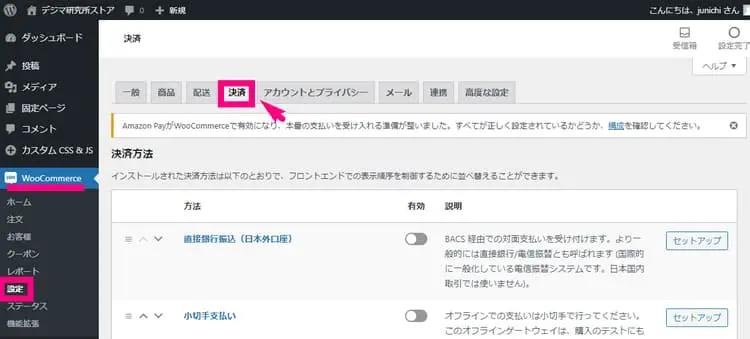 デジマ研究所ストア 0 + 新規 こんにちは、junichi さん
ダッシュボード
投稿
メディア
固定ページ
コメント
カスタム CSS & JS
WooCommerce
ホーム
注文
お客様
クーポン
レポート
設定
ステータス
機能拡張
決済
受信箱
設定完了
ヘルプ ▼
一般 商品 配送 決済 アカウントとプライバシー メール 連携 高度な設定
Amazon PayがWooCommerceで有効になり、本番の支払いを受け入れる準備が整いました。すべてが正しく設定されているかどうか、構成を確認してください。
決済方法
インストールされた決済方法は以下のとおりで、フロントエンドでの表示順序を制御するために並べ替えることができます。
方法 有効 説明
直接銀行振込（日本外口座）
BACS 経由での対面支払いを受け付けます。より一
般的には直接銀行/電信振替とも呼ばれます (国際的
に一般化している電信振替システムです。日本国内
取引では使いません)。
セットアップ
小切手支払い
オフラインでの支払いは小切手で行ってください。
このオフラインゲートウェイは、購入のテストにも
セットアップ